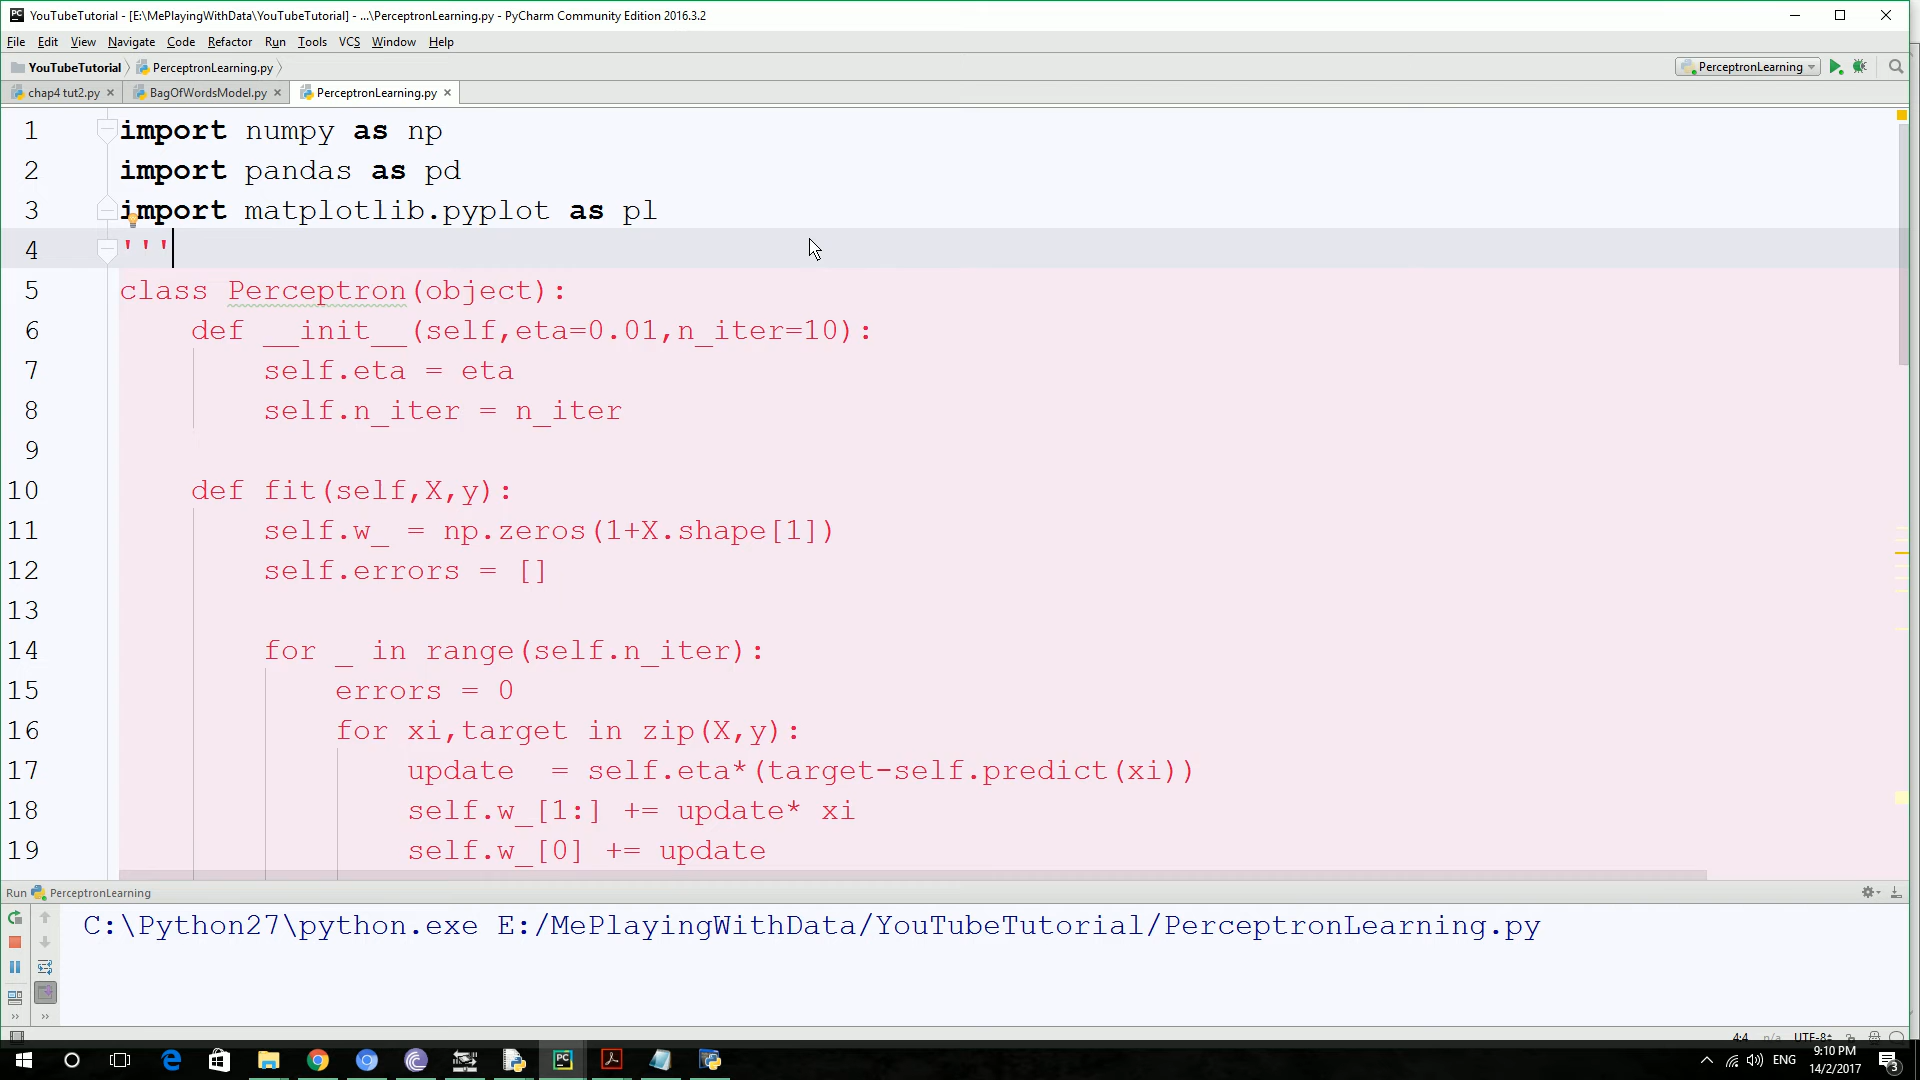 YouTubeTutorial - [E:\MePlayingWithData\YouTubeTutorial] - ...\PerceptronLearning.py - PyCharm Community Edition 2016.3.2
File Edit View Navigate Code Refactor Run Tools VCS Window Help
YouTubeTutorial PerceptronLearning.py PerceptronLearning
chap4 tut2.py BagOfWordsModel.py PerceptronLearning.py
1 import numpy as np
2 import pandas as pd
3 import matplotlib.pyplot as pl
4 '''
5 class Perceptron(object):
6 def __init__(self,eta=0.01,n_iter=10):
7 self.eta = eta
8 self.n_iter = n_iter
9
10 def fit(self,X,y):
11 self.w_ = np.zeros(1+X.shape[1])
12 self.errors = []
13
14 for _ in range(self.n_iter):
15 errors = 0
16 for xi,target in zip(X,y):
17 update  = self.eta*(target-self.predict(xi))
18 self.w_[1:] += update* xi
19 self.w_[0] += update
Run PerceptronLearning
C:\Python27\python.exe E:/MePlayingWithData/YouTubeTutorial/PerceptronLearning.py
4:4 n/a UTF-8
ENG 9:10 PM
14/2/2017 3